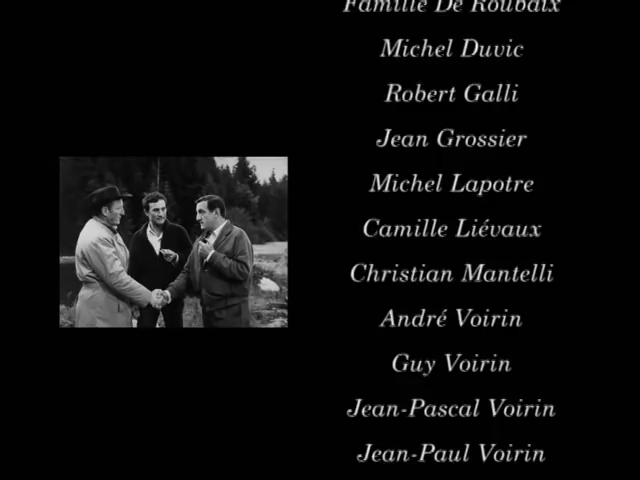 Famille De Roubaix
Michel Duvic
Robert Galli
Jean Grossier
Michel Lapotre
Camille Liévaux
Christian Mantelli
André Voirin
Guy Voirin
Jean-Pascal Voirin
Jean-Paul Voirin